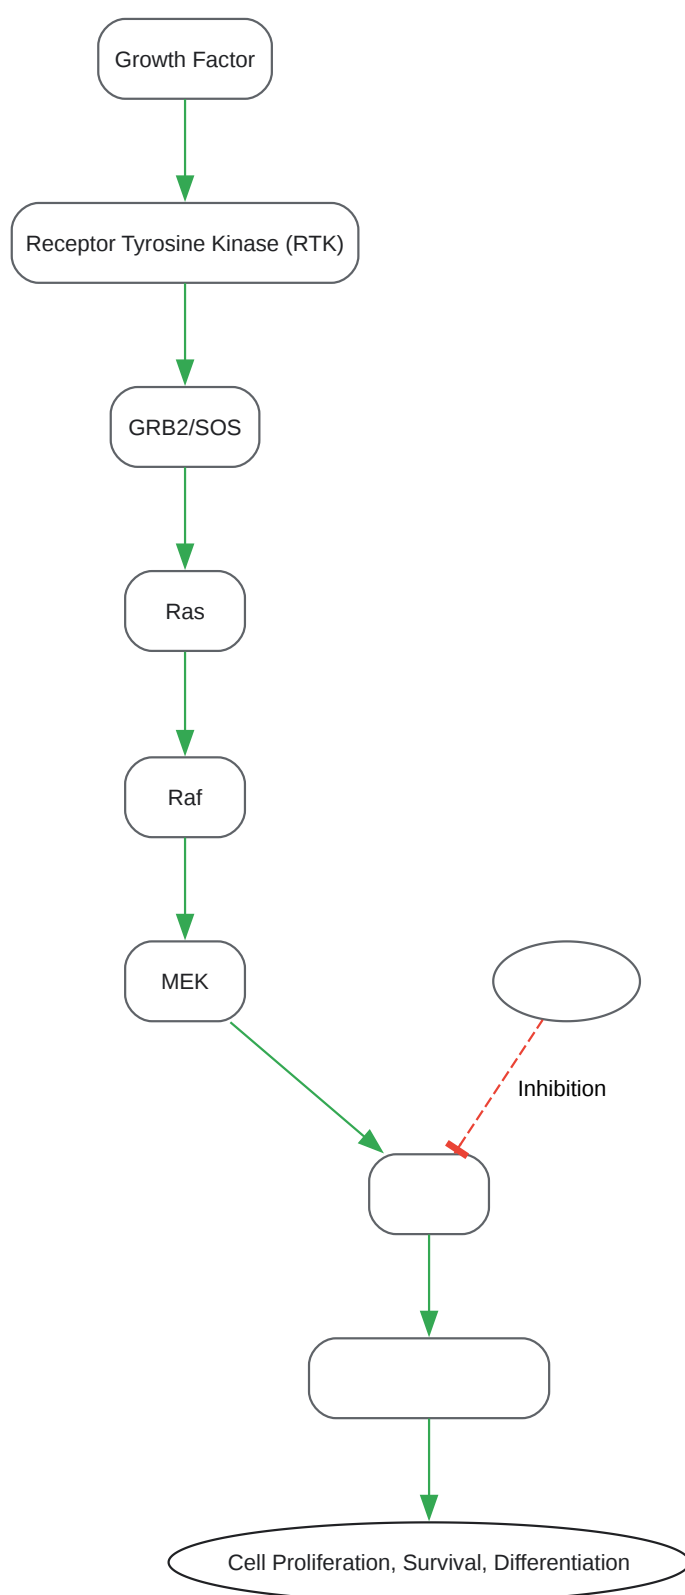 Growth Factor
Receptor Tyrosine Kinase (RTK)
GRB2/SOS
Ras
Raf
MEK
Inhibition
Cell Proliferation, Survival, Differentiation